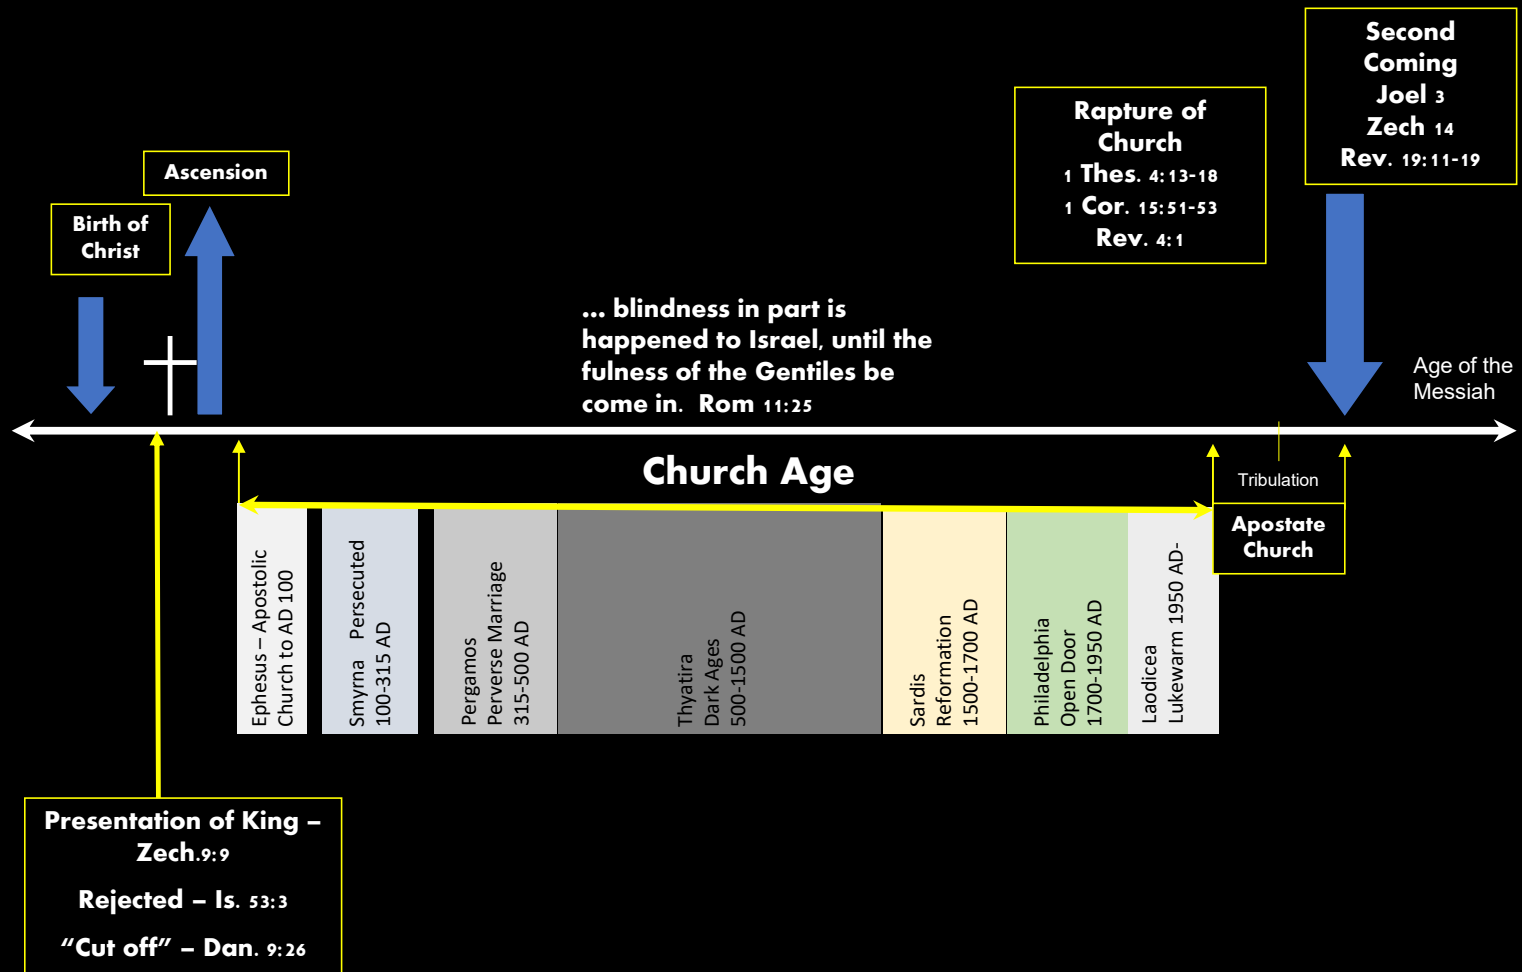 Second
Coming
Joel 3
Zech 14
Rev. 19:11-19
Rapture of
Church
1 Thes. 4:13-18
1 Cor. 15:51-53
Rev. 4:1
Ascension
Birth of
Christ
... blindness in part is
happened to Israel, until the
fulness of the Gentiles be
come in. Rom 11:25
Age of the
Messiah
Church Age
Tribulation
Apostate
Church
Ephesus – Apostolic
Church to AD 100
Smyrna Persecuted
100-315 AD
Pergamos
Perverse Marriage
315-500 AD
Thyatira
Dark Ages
500-1500 AD
Sardis
Reformation
1500-1700 AD
Philadelphia
Open Door
1700-1950 AD
Laodicea
Lukewarm 1950 AD-
Presentation of King –
Zech.9:9
Rejected – Is. 53:3
“Cut off” – Dan. 9:26